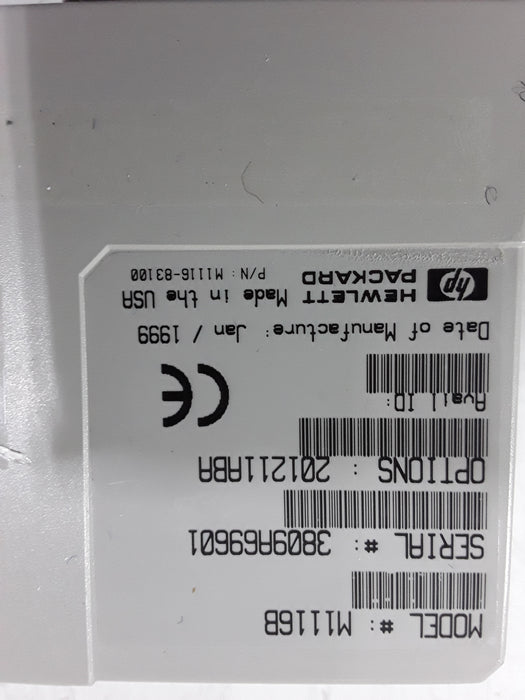 MODEL #: M1116B
SERIAL #: 3809A69601
OPTIONS : 201211ABA
Avail ID:
CE
Date of Manufacture: Jan / 1999
hp HEWLETT PACKARD
Made in the USA
P/N: M1116-83100